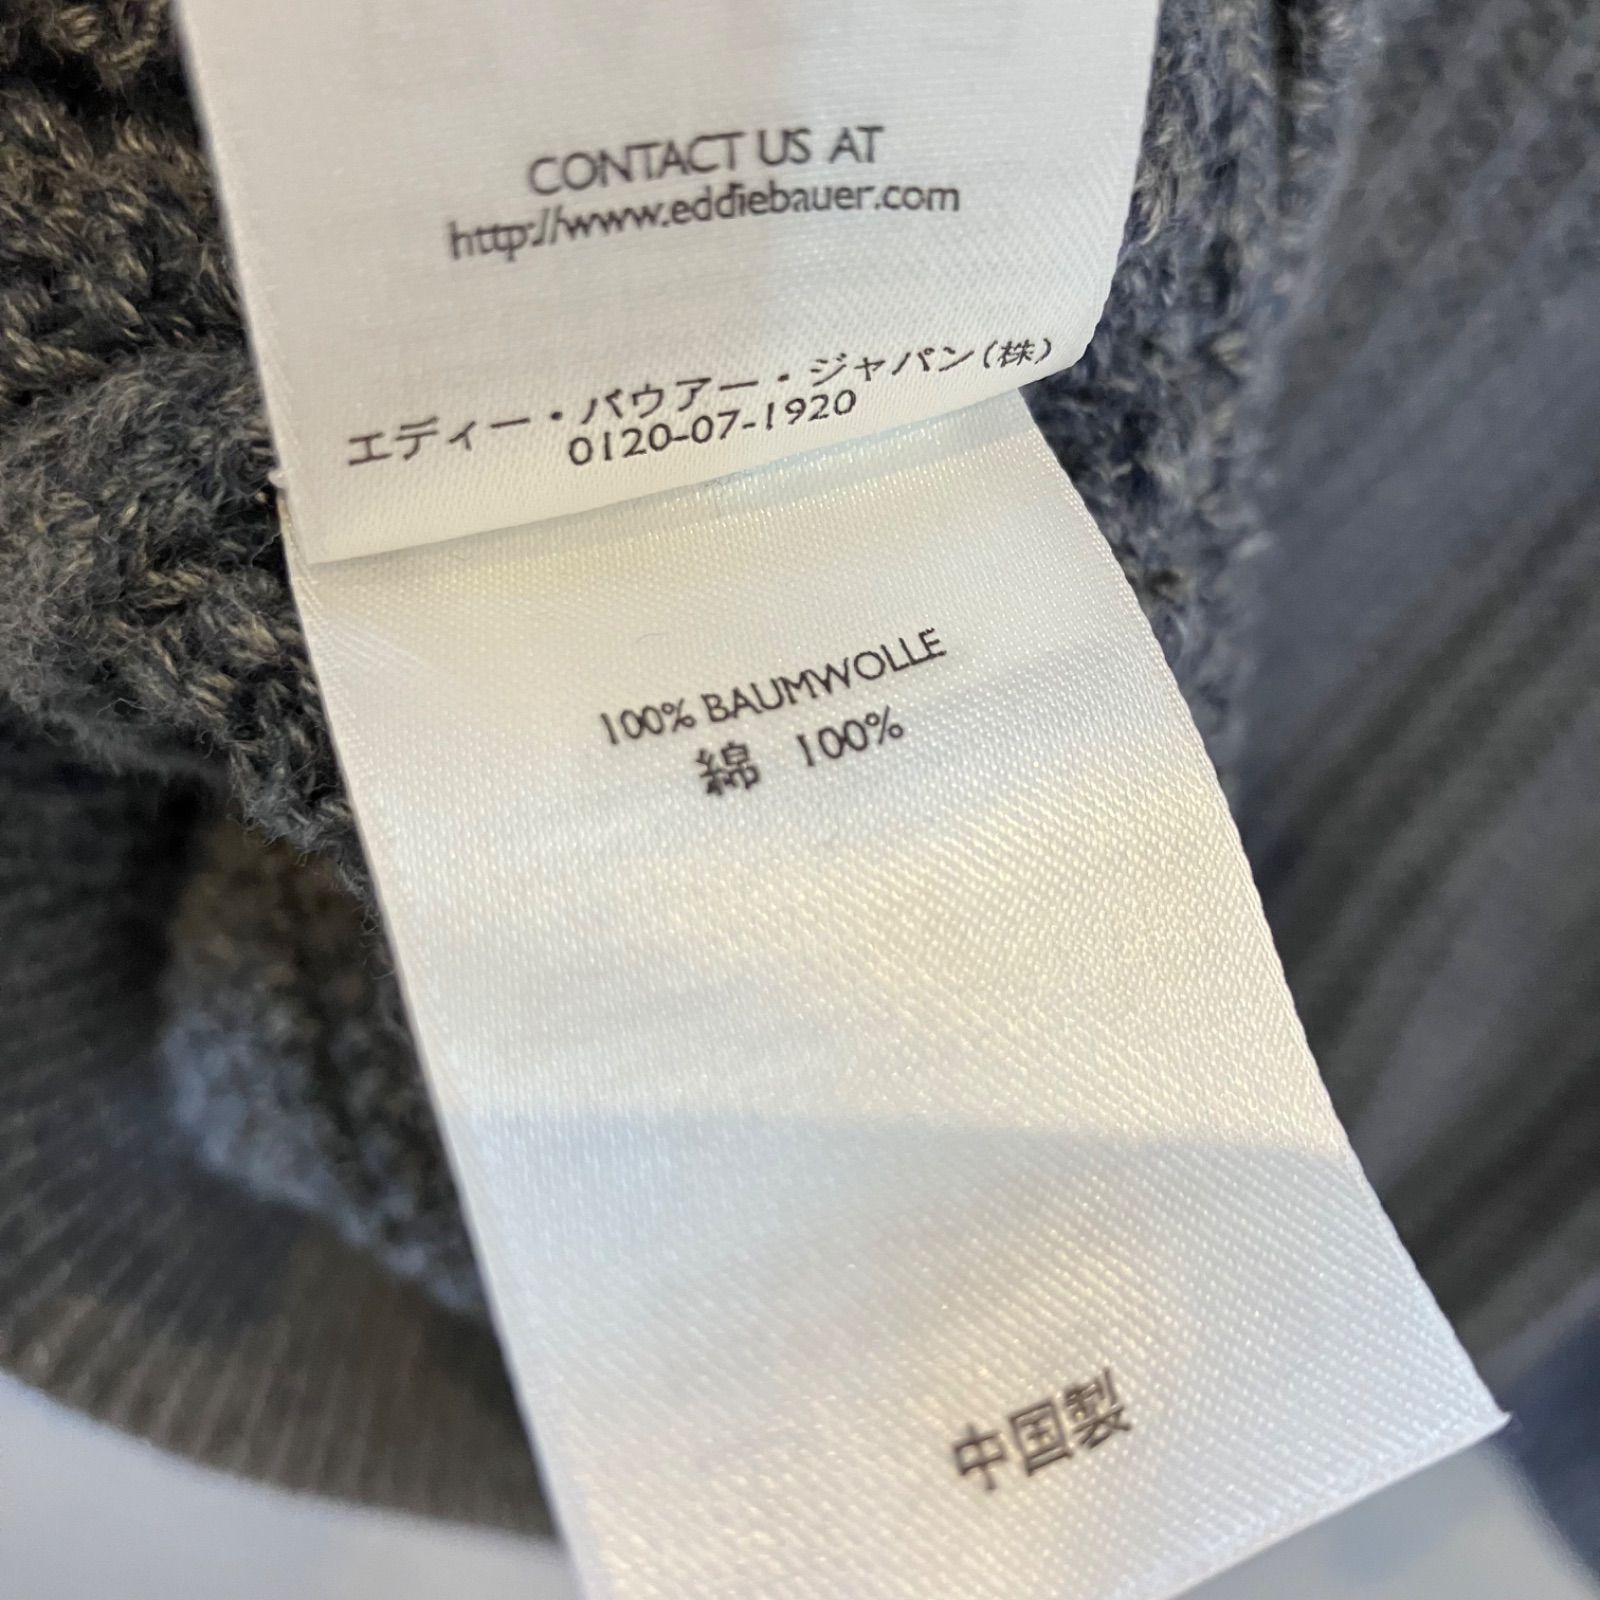 CONTACT US AT
http://www.eddiebauer.com
エディー・バウアー・ジャパン(株)
0120-07-1920
100% BAUMWOLLE
綿 100%
中国製